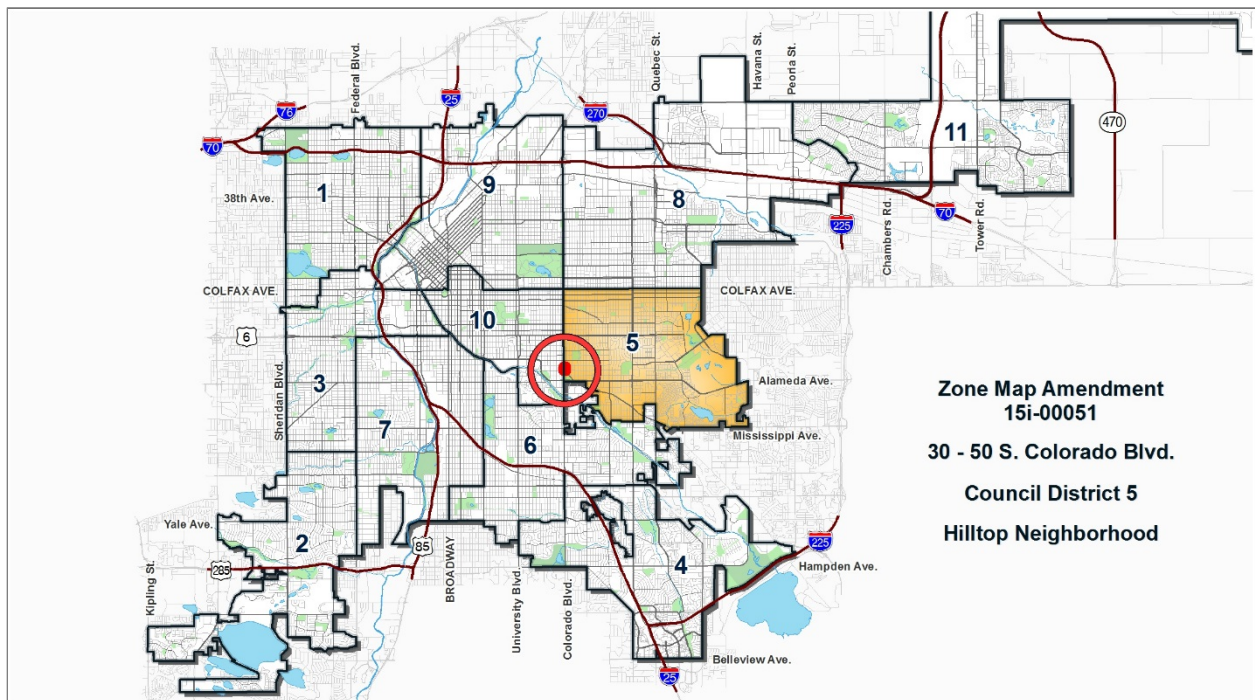 Federal Blvd.
Quebec St.
Havana St.
Peoria St.
76
25
270
70
470
11
1
9
8
38th Ave.
225
Chambers Rd.
70
Tower Rd.
COLFAX AVE.
COLFAX AVE.
10
5
6
3
Sheridan Blvd.
Alameda Ave.
7
6
Mississippi Ave.
Yale Ave.
2
85
285
BROADWAY
University Blvd.
Colorado Blvd.
4
225
Hampden Ave.
Kipling St.
Belleview Ave.
25
Zone Map Amendment
15i-00051
30 - 50 S. Colorado Blvd.
Council District 5
Hilltop Neighborhood